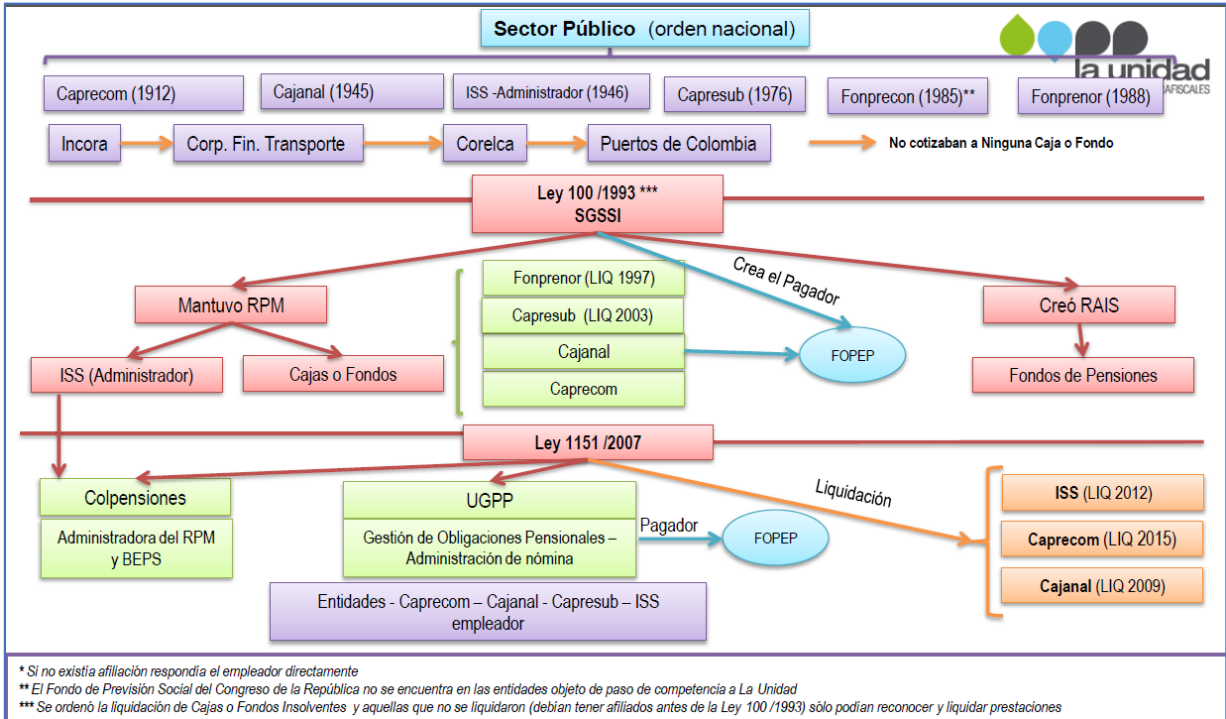 Sector Público (orden nacional)
la unidad
RAFISCALES
Caprecom (1912)
Cajanal (1945)
ISS -Administrador (1946)
Capresub (1976)
Fonprecon (1985)**
Fonprenor (1988)
Incora
Corp. Fin. Transporte
Corelca
Puertos de Colombia
No cotizaban a Ninguna Caja o Fondo
Ley 100 /1993 ***
SGSSI
Crea el Pagador
Mantuvo RPM
Fonprenor (LIQ 1997)
Capresub (LIQ 2003)
Cajanal
Caprecom
Creó RAIS
FOPEP
ISS (Administrador)
Cajas o Fondos
Fondos de Pensiones
Ley 1151 /2007
Colpensiones
Administradora del RPM
y BEPS
UGPP
Gestión de Obligaciones Pensionales –
Administración de nómina
Pagador
FOPEP
Liquidación
ISS (LIQ 2012)
Caprecom (LIQ 2015)
Cajanal (LIQ 2009)
Entidades - Caprecom – Cajanal - Capresub – ISS
empleador
* Si no existía afiliación respondía el empleador directamente
** El Fondo de Previsión Social del Congreso de la República no se encuentra en las entidades objeto de paso de competencia a La Unidad
*** Se ordenó la liquidación de Cajas o Fondos Insolventes y aquellas que no se liquidaron (debían tener afiliados antes de la Ley 100 /1993) sólo podían reconocer y liquidar prestaciones